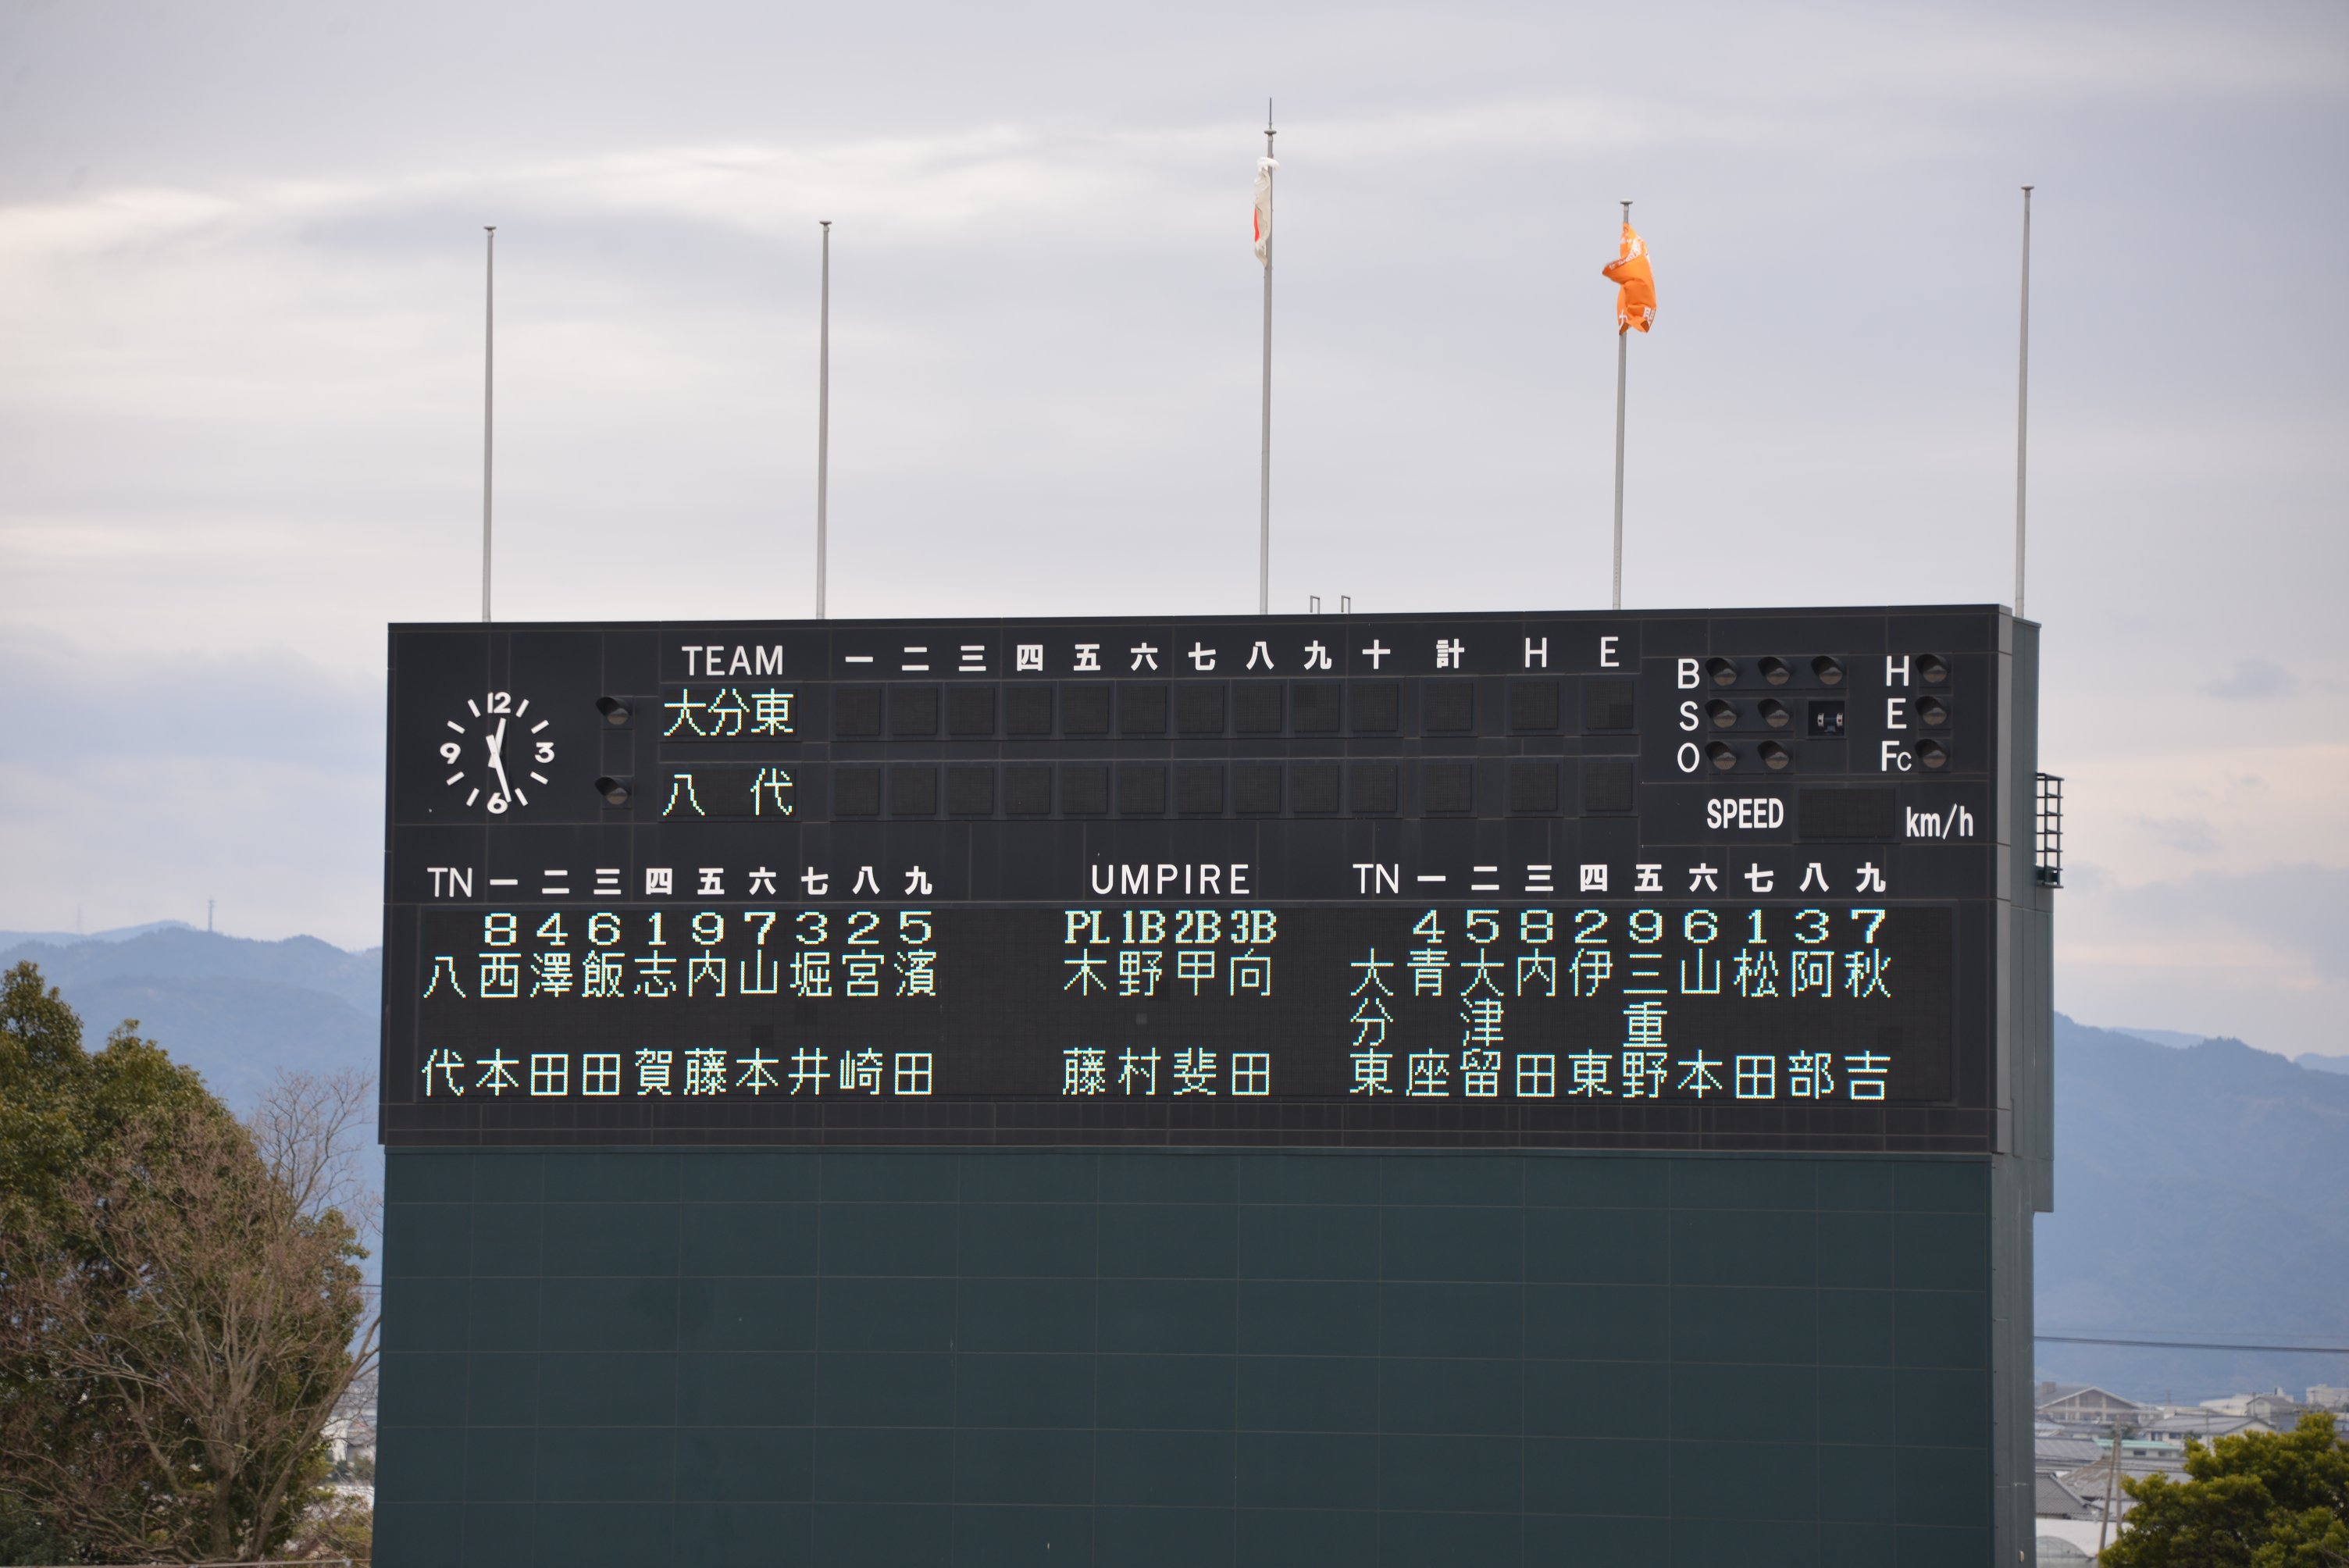 TEAM 一 二 三 四 五 六 七 八 九 十 計 H E
大分東
八代
12
3
6
9
B H
S E
O Fc
SPEED km/h
TN 一 二 三 四 五 六 七 八 九
8 4 6 1 9 7 3 2 5
八代 西本 澤田 飯田 志賀 内藤 山本 堀井 宮崎 濱田
UMPIRE
PL 1B 2B 3B
木藤 野村 甲斐 向田
TN 一 二 三 四 五 六 七 八 九
4 5 8 2 9 6 1 3 7
大分東 青座 大津留 内田 伊東 三重野 山本 松田 阿部 秋吉